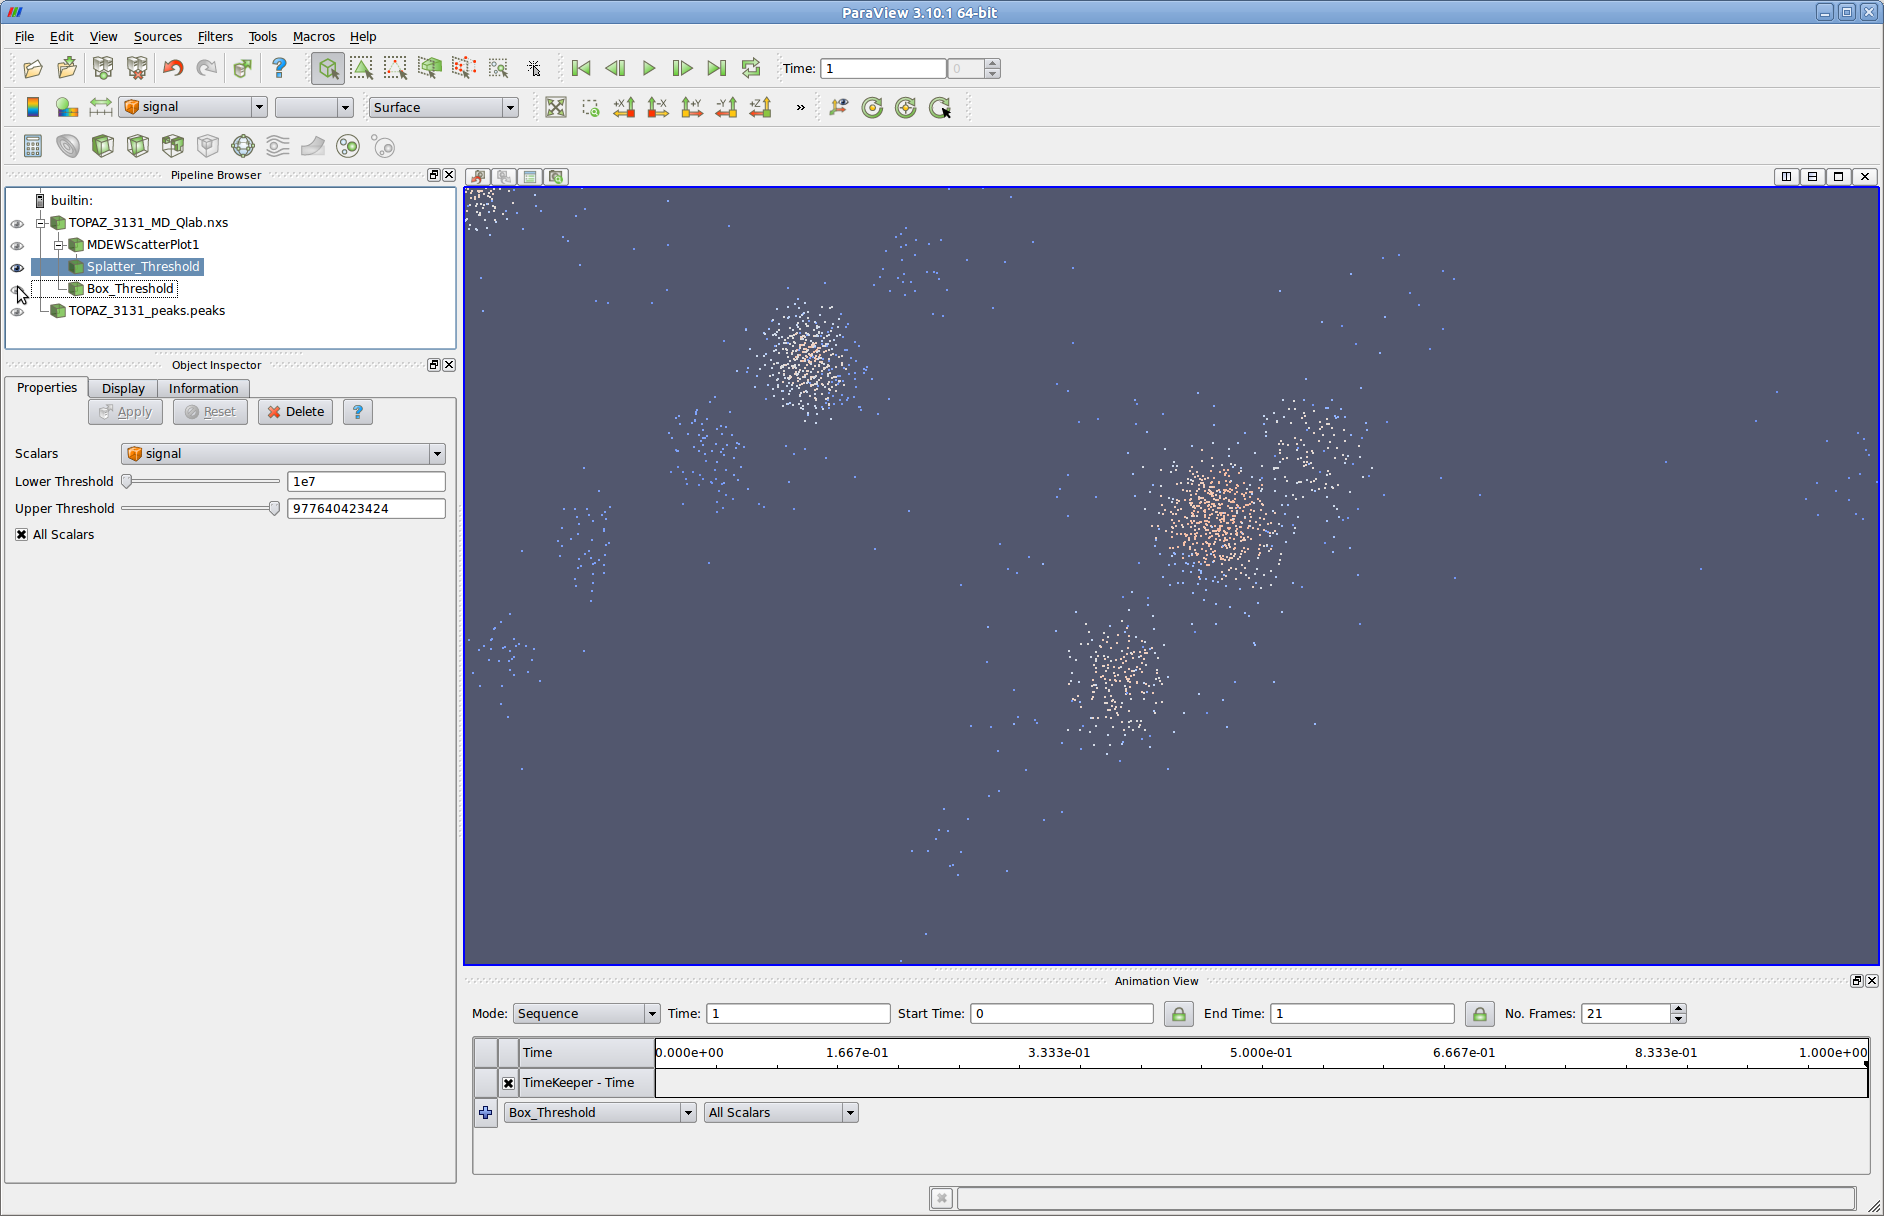 ParaView 3.10.1 64-bit
File Edit View Sources Filters Tools Macros Help
Time: 1 0
signal Surface +X -X +Y -Y +Z »
Pipeline Browser
builtin:
TOPAZ_3131_MD_Qlab.nxs
MDEWScatterPlot1
Splatter_Threshold
Box_Threshold
TOPAZ_3131_peaks.peaks
Object Inspector
Properties Display Information
Apply Reset Delete ?
Scalars signal
Lower Threshold 1e7
Upper Threshold 977640423424
All Scalars
Animation View
Mode: Sequence Time: 1 Start Time: 0 End Time: 1 No. Frames: 21
Time 0.000e+00 1.667e-01 3.333e-01 5.000e-01 6.667e-01 8.333e-01 1.000e+00
TimeKeeper - Time
Box_Threshold All Scalars